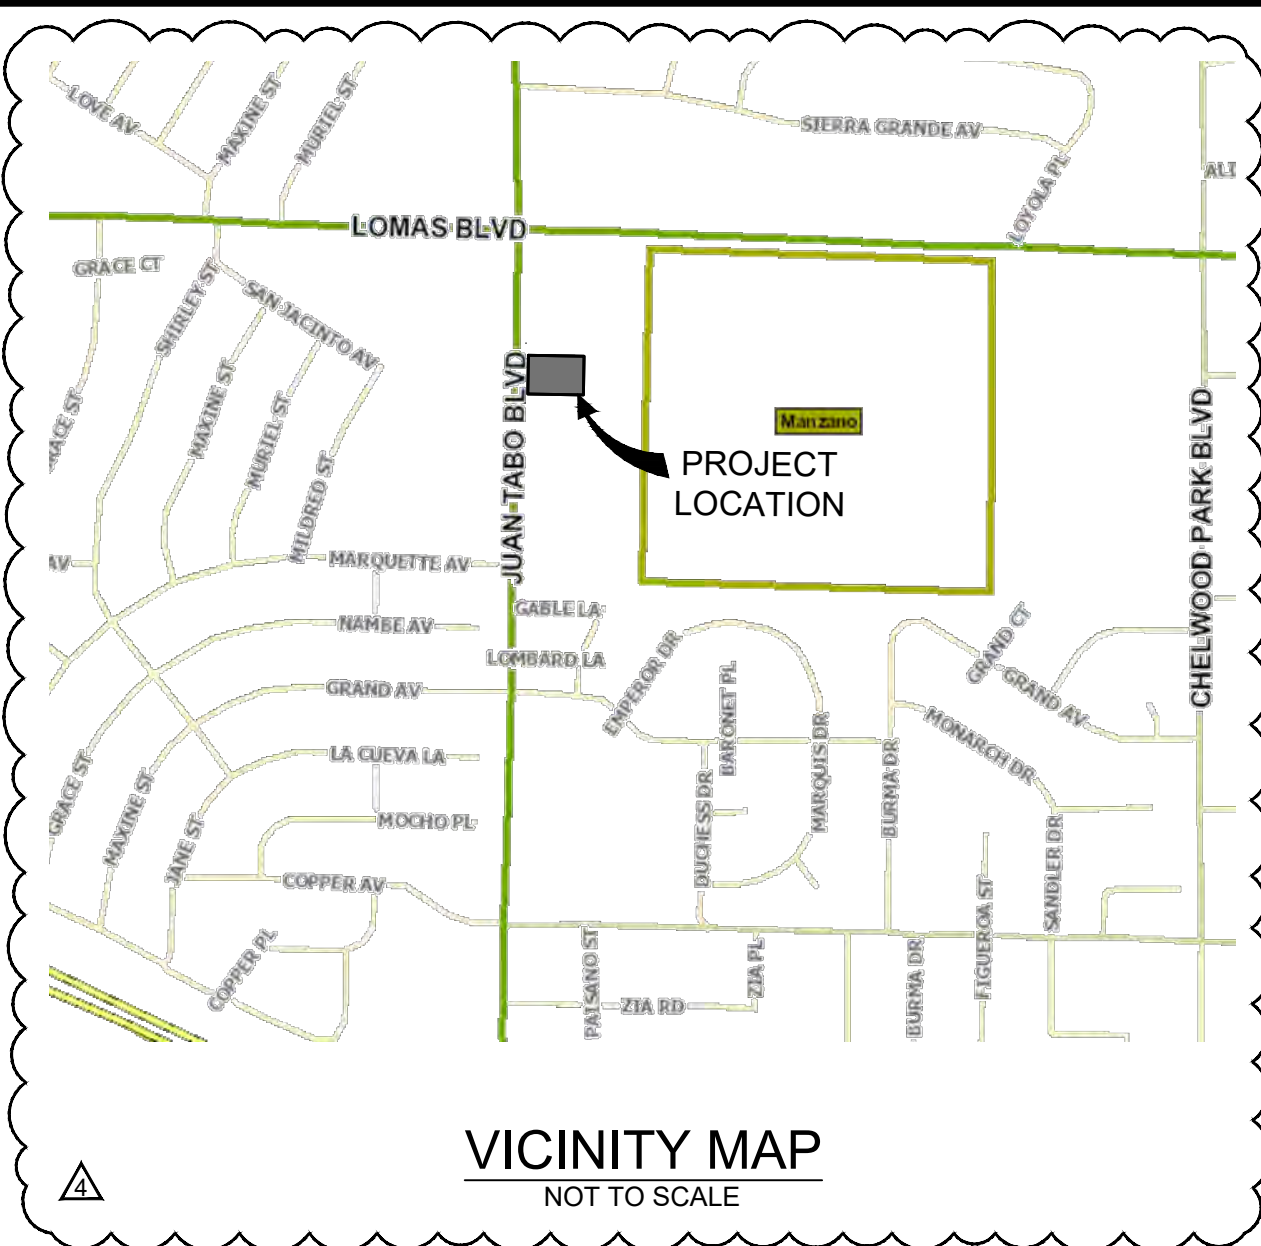 LOVE AV
MAXINE ST
MURIEL ST
SIERRA GRANDE AV
LOYOLA PL
ALI
LOMAS BLVD
GRACE CT
SHIRLEY ST
SAN JACINTO AV
MAXINE ST
MURIEL ST
MILDRED ST
RACE ST
JUAN TABO BLVD
Manzano
PROJECT
LOCATION
CHELWOOD PARK BLVD
AV
MARQUETTE AV
GABLE LA
NAMBE AV
LOMBARD LA
GRAND AV
EMPEROR DR
BARONET PL
MARQUIS DR
GRAND CT
GRAND AV
MONARCH DR
BURMA DR
LA CUEVA LA
GRACE ST
MAXINE ST
JANE ST
MOCHO PL
DUCHESS DR
SANDLER DR
COPPER AV
FIGUEROA ST
COPPER PL
PAISANO ST
ZIA PL
ZIA RD
BURMA DR
VICINITY MAP
NOT TO SCALE
4